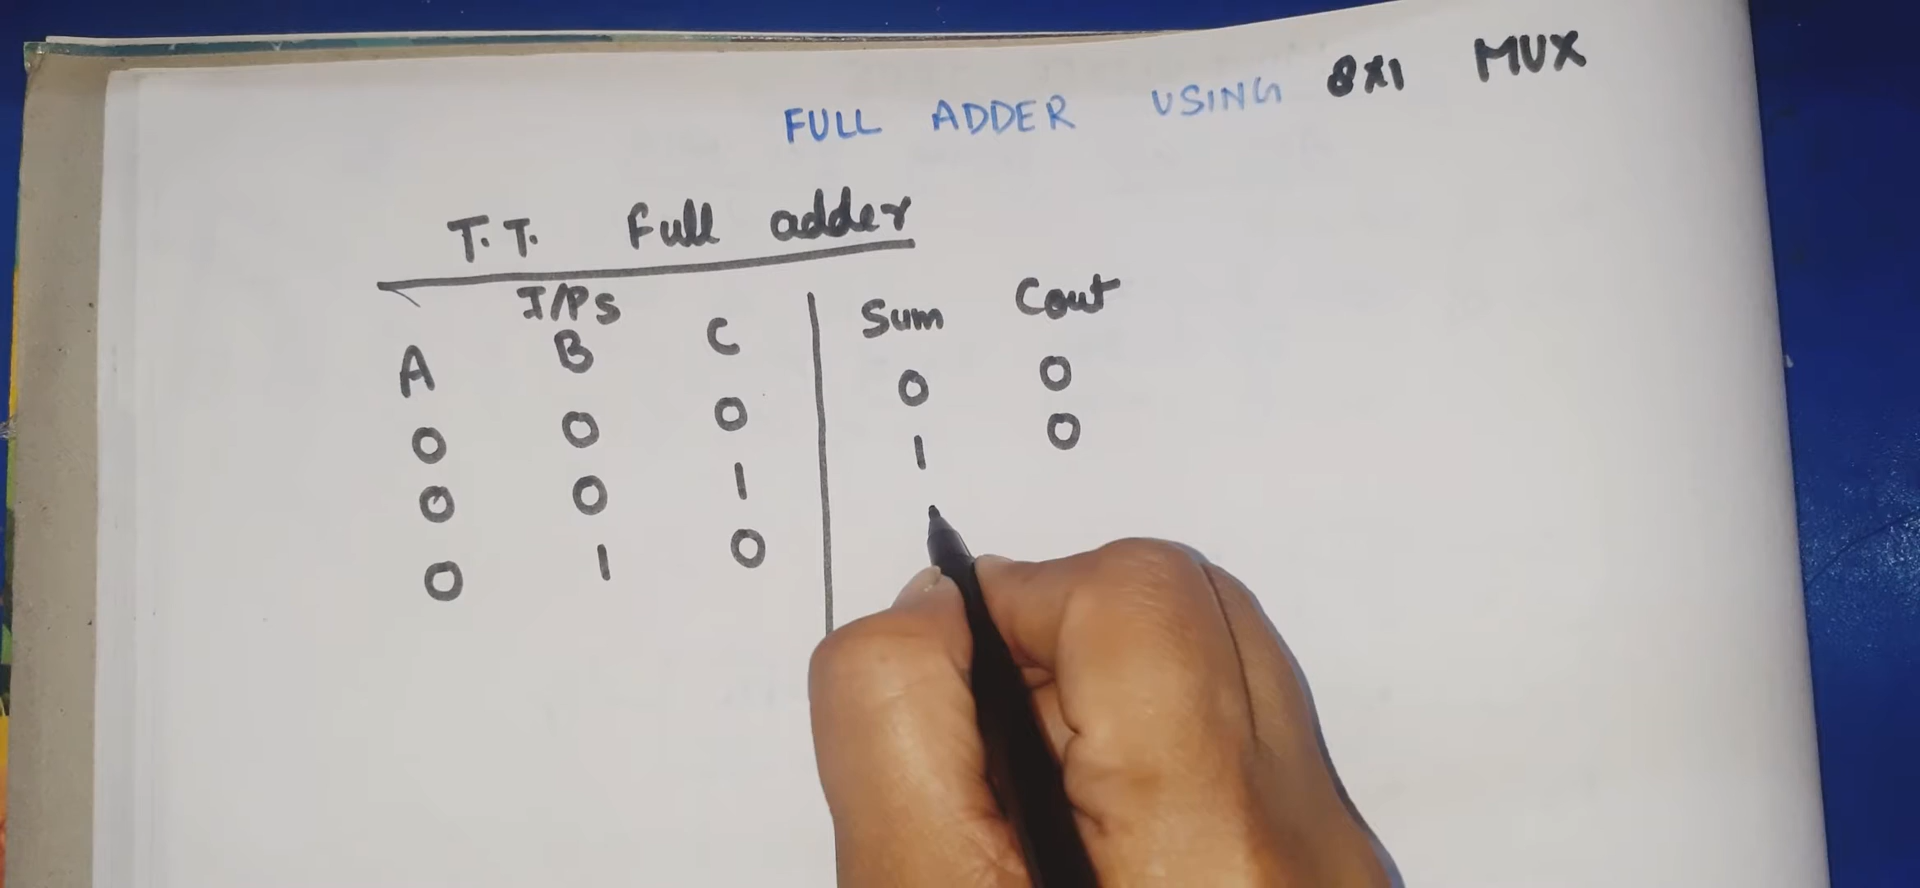 FULL ADDER USING 8x1 MUX
T.T. Full adder
I/Ps
A B C Sum Cout
0 0 0 0 0
0 0 1 1 0
0 1 0